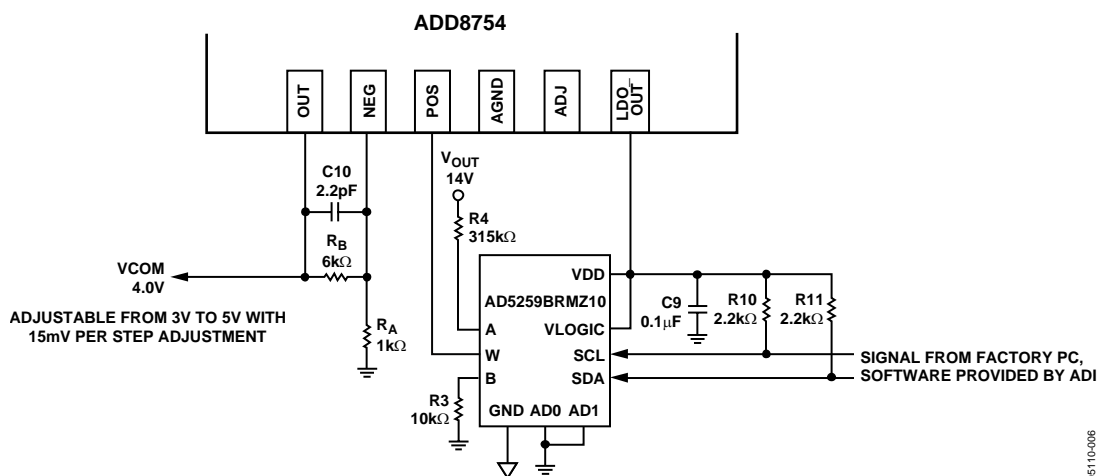 ADD8754
OUT
NEG
POS
AGND
ADJ
LDO_OUT
C10
2.2pF
VOUT
14V
R4
315kΩ
RB
6kΩ
VCOM
4.0V
ADJUSTABLE FROM 3V TO 5V WITH
15mV PER STEP ADJUSTMENT
RA
1kΩ
R3
10kΩ
VDD
AD5259BRMZ10
VLOGIC
A
W
B
SCL
SDA
GND AD0 AD1
C9
0.1μF
R10
2.2kΩ
R11
2.2kΩ
SIGNAL FROM FACTORY PC,
SOFTWARE PROVIDED BY ADI
5110-006